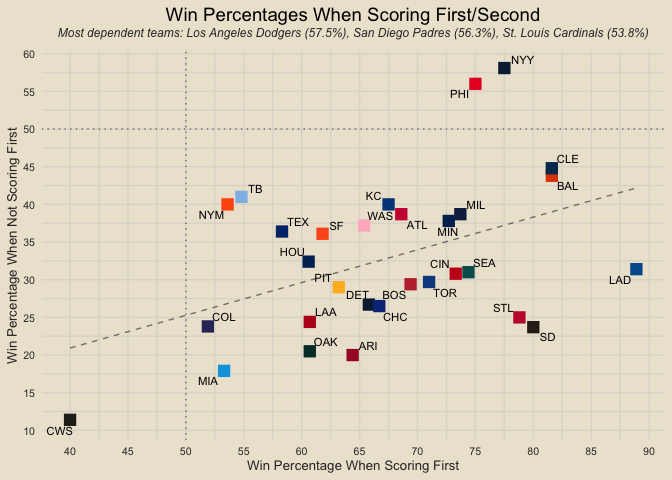 Win Percentages When Scoring First/Second
Most dependent teams: Los Angeles Dodgers (57.5%), San Diego Padres (56.3%), St. Louis Cardinals (53.8%)
Win Percentage When Not Scoring First
60
55
50
45
40
35
30
25
20
15
10
NYY
PHI
CLE
BAL
TB
NYM
KC
WAS
ATL
MIL
MIN
TEX
SF
HOU
PIT
CIN
SEA
LAD
DET
BOS
TOR
CHC
STL
SD
COL
LAA
OAK
ARI
MIA
CWS
40
45
50
55
60
65
70
75
80
85
90
Win Percentage When Scoring First